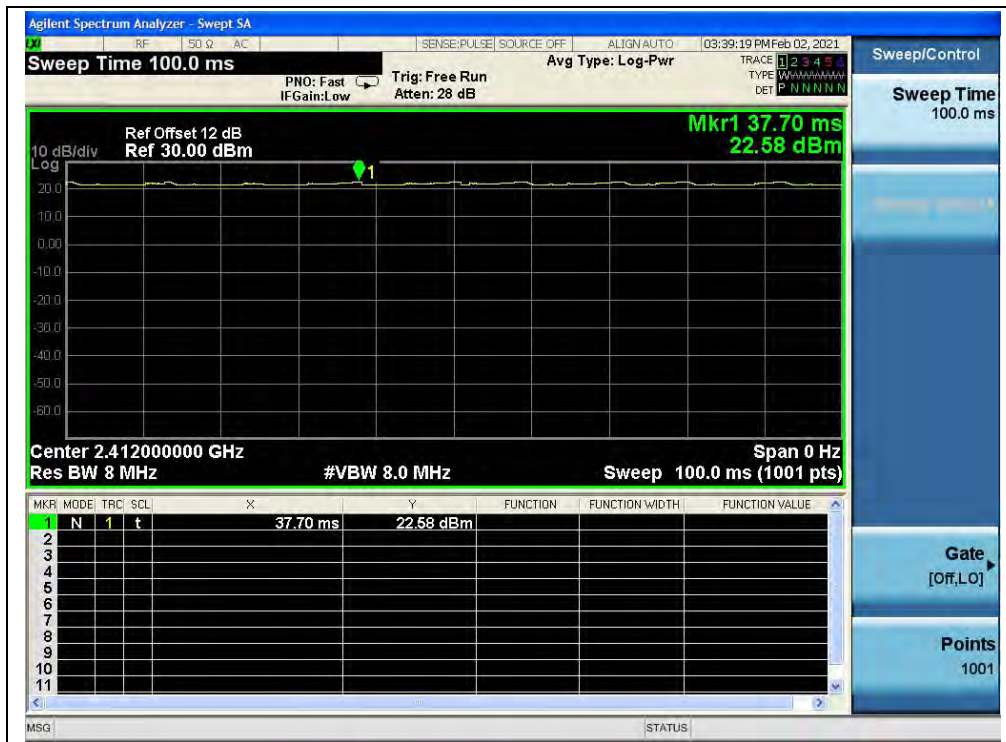 Agilent Spectrum Analyzer - Swept SA
LXI RF 50 Ω AC SENSE:PULSE SOURCE OFF ALIGN AUTO 03:39:19 PM Feb 02, 2021
Sweep Time 100.0 ms
PNO: Fast
IFGain:Low
Trig: Free Run
Atten: 28 dB
Avg Type: Log-Pwr
TRACE 1 2 3 4 5 6
TYPE W
DET P N N N N N
Ref Offset 12 dB
Ref 30.00 dBm
10 dB/div
Log
Mkr1 37.70 ms
22.58 dBm
1
20.0
10.0
0.00
-10.0
-20.0
-30.0
-40.0
-50.0
-60.0
Center 2.412000000 GHz
Span 0 Hz
Res BW 8 MHz
#VBW 8.0 MHz
Sweep 100.0 ms (1001 pts)
MKR MODE TRC SCL X Y FUNCTION FUNCTION WIDTH FUNCTION VALUE
1 N 1 t 37.70 ms 22.58 dBm
2
3
4
5
6
7
8
9
10
11
MSG
STATUS
Sweep/Control
Sweep Time
100.0 ms
Gate
[Off,LO]
Points
1001